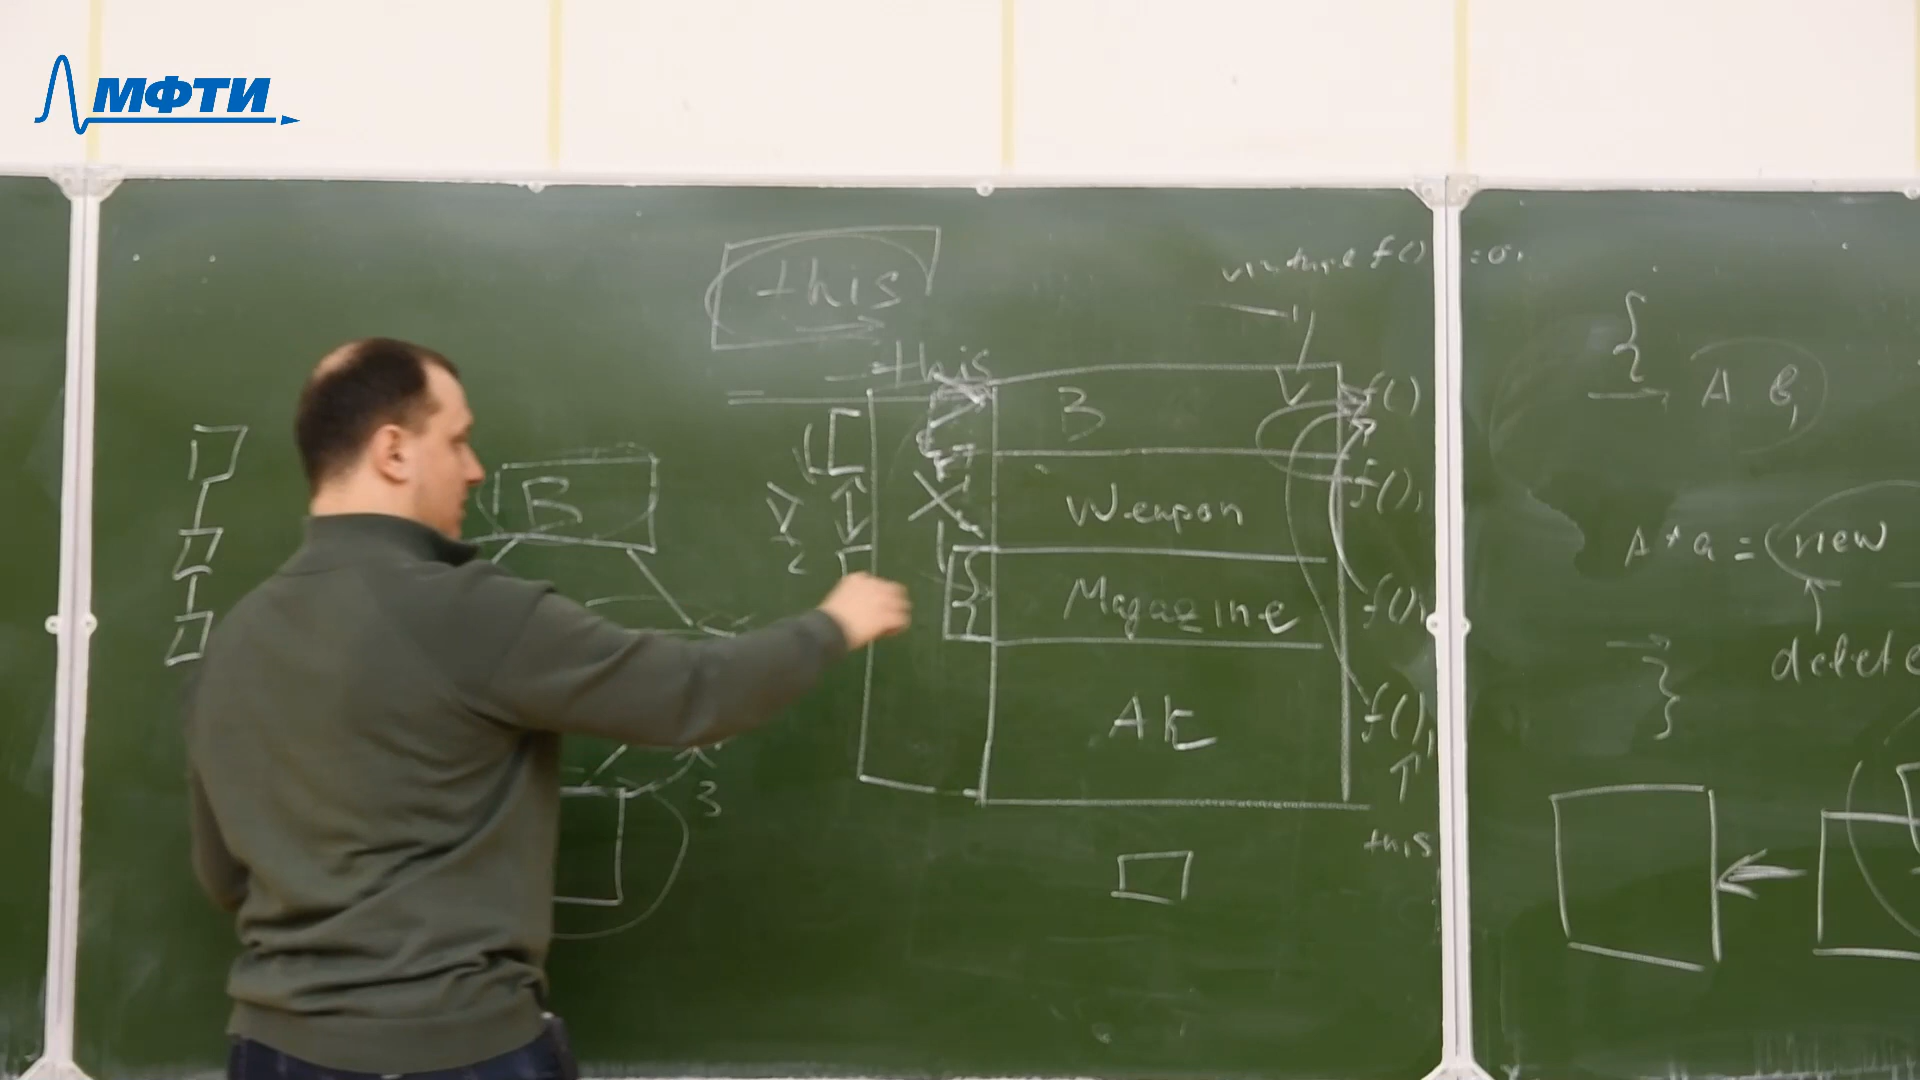 МФТИ
this
virtual f() =0;
this
B
V
f()
B
Weapon
f();
V
2
Magazine
f();
AK
f();
3
this
{
A b;
A * a = new
delete
}